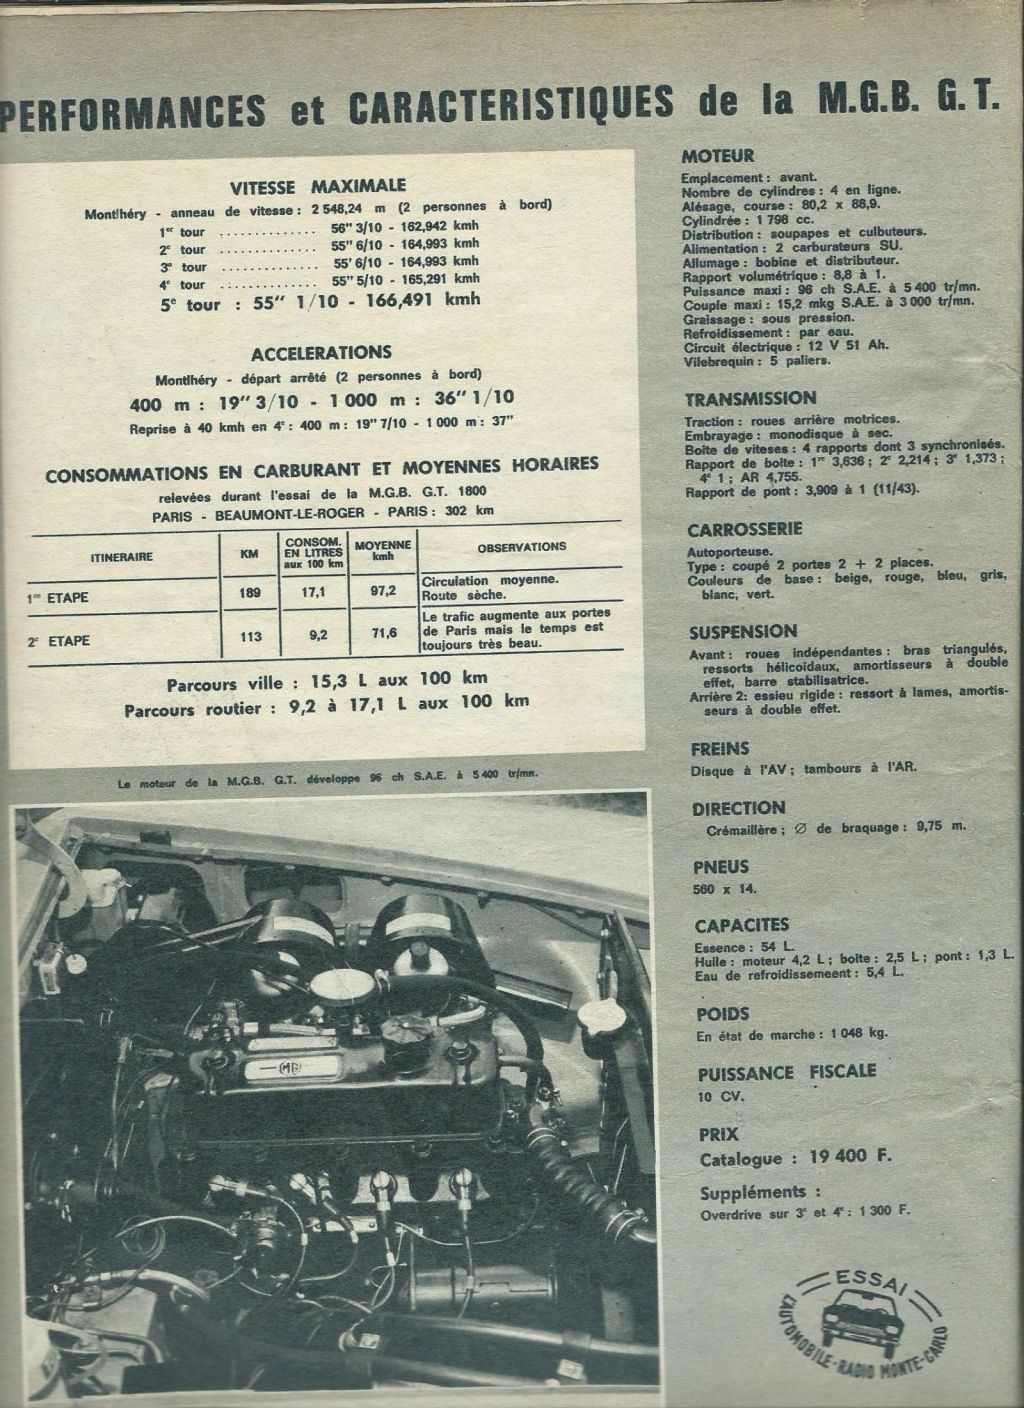 PERFORMANCES et CARACTERISTIQUES de la M.G.B. G.T.
VITESSE MAXIMALE
Montlhéry - anneau de vitesse : 2 548,24 m (2 personnes à bord)
1er tour .............. 56" 3/10 - 162,942 kmh
2e tour .............. 55" 6/10 - 164,993 kmh
3e tour .............. 55' 6/10 - 164,993 kmh
4e tour .............. 55" 5/10 - 165,291 kmh
5e tour : 55" 1/10 - 166,491 kmh
ACCELERATIONS
Montlhéry - départ arrêté (2 personnes à bord)
400 m : 19" 3/10 - 1 000 m : 36" 1/10
Reprise à 40 kmh en 4e : 400 m : 19" 7/10 - 1 000 m : 37"
CONSOMMATIONS EN CARBURANT ET MOYENNES HORAIRES
relevées durant l'essai de la M.G.B. G.T. 1800
PARIS - BEAUMONT-LE-ROGER - PARIS : 302 km
ITINERAIRE KM CONSOM. EN LITRES aux 100 km MOYENNE kmh OBSERVATIONS
1re ETAPE 189 17,1 97,2 Circulation moyenne.
Route sèche.
2e ETAPE 113 9,2 71,6 Le trafic augmente aux portes
de Paris mais le temps est
toujours très beau.
Parcours ville : 15,3 L aux 100 km
Parcours routier : 9,2 à 17,1 L aux 100 km
Le moteur de la M.G.B. G.T. développe 96 ch S.A.E. à 5 400 tr/mn.
MG
MOTEUR
Emplacement : avant.
Nombre de cylindres : 4 en ligne.
Alésage, course : 80,2 x 88,9.
Cylindrée : 1 798 cc.
Distribution : soupapes et culbuteurs.
Alimentation : 2 carburateurs SU.
Allumage : bobine et distributeur.
Rapport volumétrique : 8,8 à 1.
Puissance maxi : 96 ch S.A.E. à 5 400 tr/mn.
Couple maxi : 15,2 mkg S.A.E. à 3 000 tr/mn.
Graissage : sous pression.
Refroidissement : par eau.
Circuit électrique : 12 V 51 Ah.
Vilebrequin : 5 paliers.
TRANSMISSION
Traction : roues arrière motrices.
Embrayage : monodisque à sec.
Boite de viteses : 4 rapports dont 3 synchronisés.
Rapport de boite : 1re 3,636 ; 2e 2,214 ; 3e 1,373 ;
4e 1 ; AR 4,755.
Rapport de pont : 3,909 à 1 (11/43).
CARROSSERIE
Autoporteuse.
Type : coupé 2 portes 2 + 2 places.
Couleurs de base : beige, rouge, bleu, gris,
blanc, vert.
SUSPENSION
Avant : roues indépendantes : bras triangulés,
ressorts hélicoïdaux, amortisseurs à double
effet, barre stabilisatrice.
Arrière 2: essieu rigide : ressort à lames, amortis-
seurs à double effet.
FREINS
Disque à l'AV ; tambours à l'AR.
DIRECTION
Crémaillère ; ∅ de braquage : 9,75 m.
PNEUS
560 x 14.
CAPACITES
Essence : 54 L.
Huile : moteur 4,2 L ; boite : 2,5 L ; pont : 1,3 L.
Eau de refroidissemeent : 5,4 L.
POIDS
En état de marche : 1 048 kg.
PUISSANCE FISCALE
10 CV.
PRIX
Catalogue : 19 400 F.
Suppléments :
Overdrive sur 3e et 4e : 1 300 F.
ESSAI
L'AUTOMOBILE - RADIO MONTE-CARLO